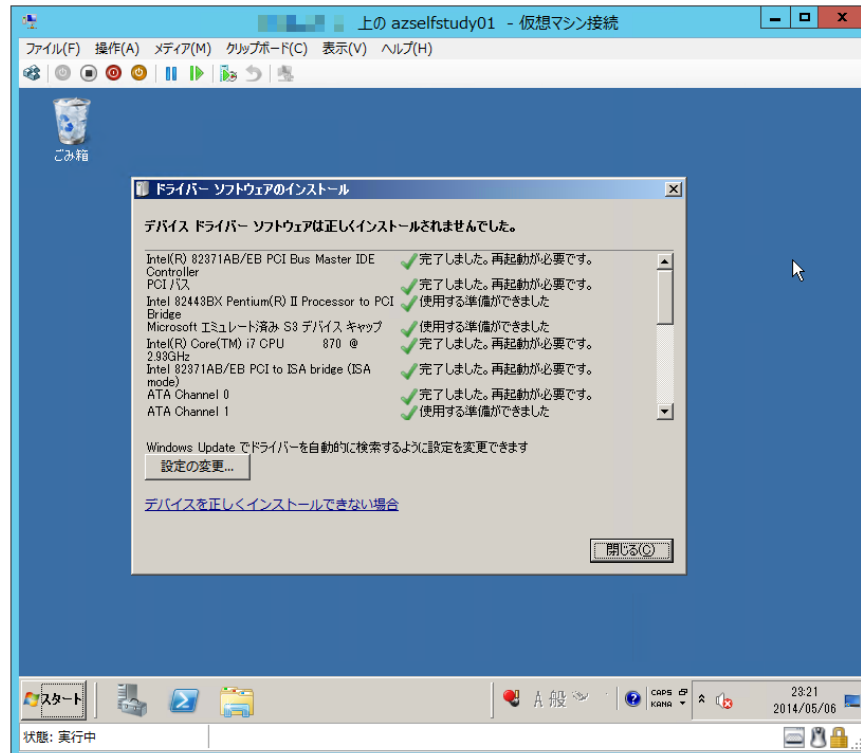 上の azselfstudy01 - 仮想マシン接続
ファイル(F) 操作(A) メディア(M) クリップボード(C) 表示(V) ヘルプ(H)
ごみ箱
ドライバー ソフトウェアのインストール
デバイス ドライバー ソフトウェアは正しくインストールされませんでした。
Intel(R) 82371AB/EB PCI Bus Master IDE Controller 完了しました。再起動が必要です。
PCI バス 完了しました。再起動が必要です。
Intel 82443BX Pentium(R) II Processor to PCI Bridge 使用する準備ができました
Microsoft エミュレート済み S3 デバイス キャップ 使用する準備ができました
Intel(R) Core(TM) i7 CPU 870 @ 2.93GHz 完了しました。再起動が必要です。
Intel 82371AB/EB PCI to ISA bridge (ISA mode) 完了しました。再起動が必要です。
ATA Channel 0 完了しました。再起動が必要です。
ATA Channel 1 使用する準備ができました
Windows Update でドライバーを自動的に検索するように設定を変更できます
設定の変更...
デバイスを正しくインストールできない場合
閉じる(C)
スタート
A 般
CAPS
KANA
23:21
2014/05/06
状態: 実行中